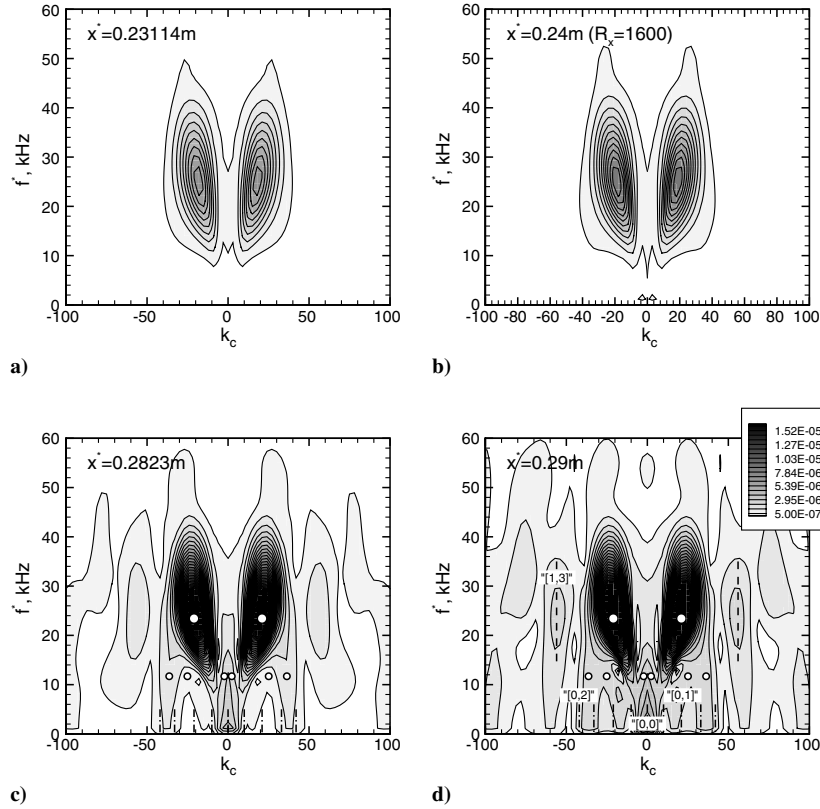 x*=0.23114m
60
50
40
30
20
10
0
f*, kHz
-100 -50 0 50 100
k_c
a)
x*=0.24m (R_x=1600)
60
50
40
30
20
10
0
f*, kHz
-100 -80 -60 -40 -20 0 20 40 60 80 100
k_c
b)
x*=0.2823m
60
50
40
30
20
10
0
f*, kHz
-100 -50 0 50 100
k_c
c)
x*=0.29m
1.52E-05
1.27E-05
1.03E-05
7.84E-06
5.39E-06
2.95E-06
5.00E-07
60
50
40
30
20
10
0
f*, kHz
"[1,3]"
"[0,2]"
"[0,1]"
"[0,0]"
-100 -50 0 50 100
k_c
d)